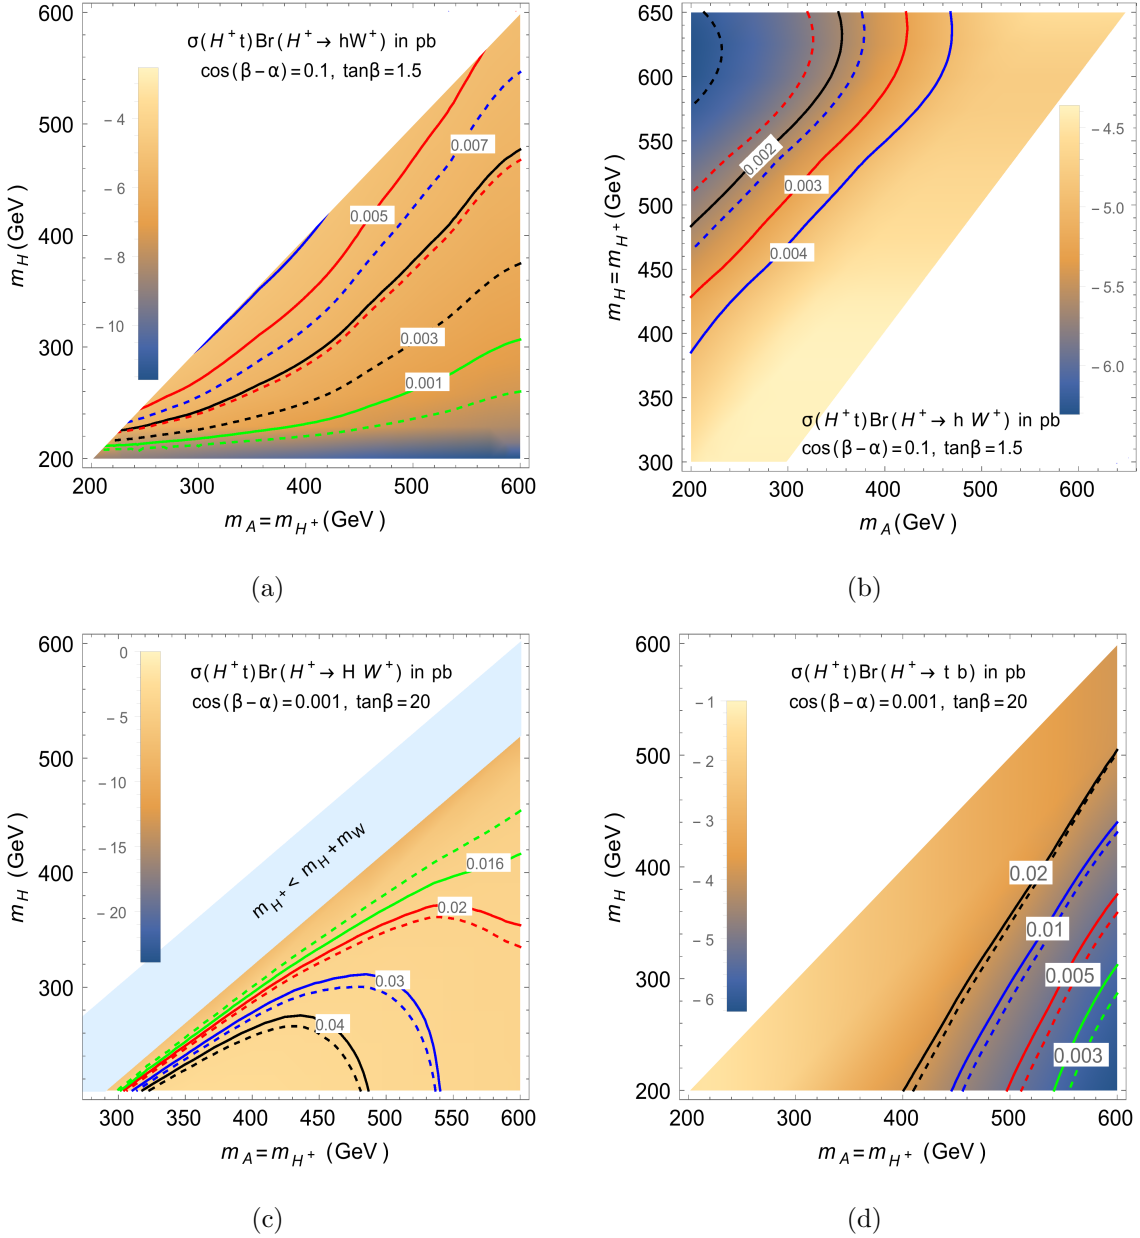 600
500
400
300
200
m_H (GeV)
σ(H⁺t)Br(H⁺→ hW⁺) in pb
cos(β−α)=0.1, tanβ=1.5
−4
−6
−8
−10
0.007
0.005
0.003
0.001
200 300 400 500 600
m_A=m_H⁺(GeV)
(a)
650
600
550
500
450
400
350
300
m_H=m_H⁺(GeV)
0.002
0.003
0.004
−4.5
−5.0
−5.5
−6.0
σ(H⁺t)Br(H⁺→ h W⁺) in pb
cos(β−α)=0.1, tanβ=1.5
200 300 400 500 600
m_A(GeV)
(b)
600
500
400
300
m_H (GeV)
0
−5
−10
−15
−20
σ(H⁺t)Br(H⁺→ H W⁺) in pb
cos(β−α)=0.001, tanβ=20
m_H⁺< m_H+m_W
0.016
0.02
0.03
0.04
300 350 400 450 500 550 600
m_A=m_H⁺ (GeV)
(c)
600
500
400
300
200
m_H (GeV)
σ(H⁺t)Br(H⁺→ t b) in pb
cos(β−α)=0.001, tanβ=20
−1
−2
−3
−4
−5
−6
0.02
0.01
0.005
0.003
200 300 400 500 600
m_A=m_H⁺ (GeV)
(d)